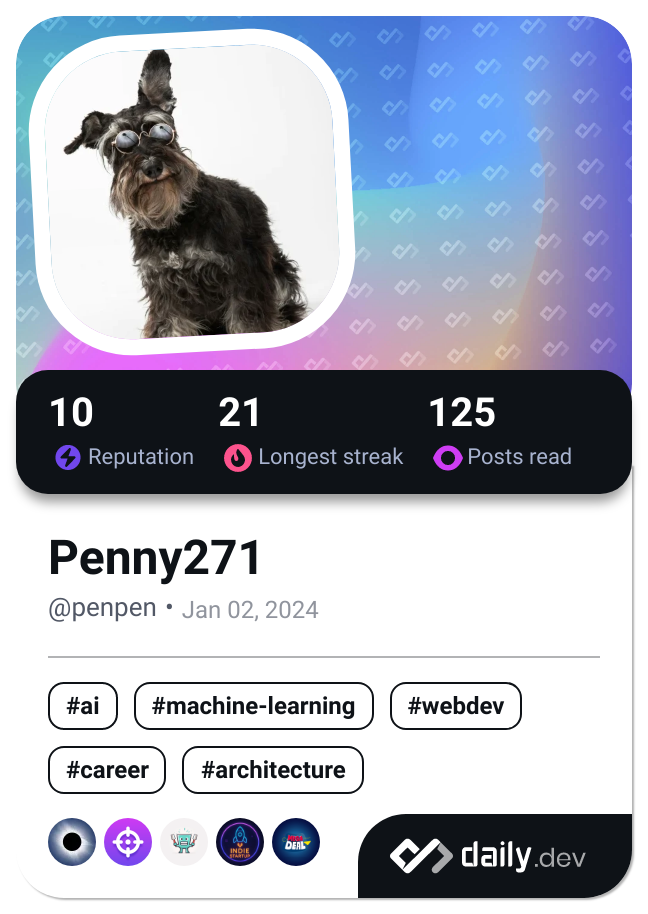 10 21 125
Reputation Longest streak Posts read
Penny271
@penpen • Jan 02, 2024
#ai #machine-learning #webdev
#career #architecture
INDIE STARTUP DEAL
daily.dev